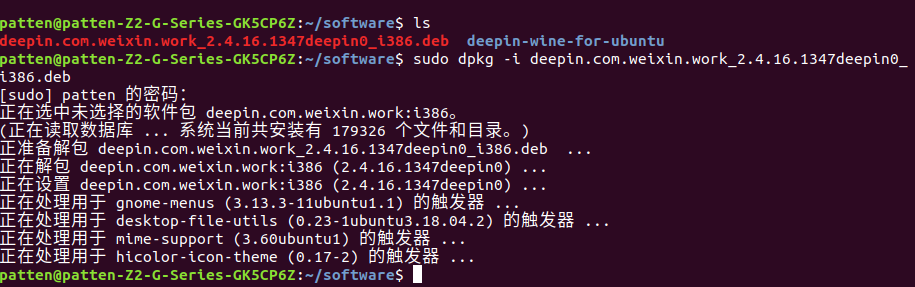 patten@patten-Z2-G-Series-GK5CP6Z:~/software$ ls
deepin.com.weixin.work_2.4.16.1347deepin0_i386.deb  deepin-wine-for-ubuntu
patten@patten-Z2-G-Series-GK5CP6Z:~/software$ sudo dpkg -i deepin.com.weixin.work_2.4.16.1347deepin0_
i386.deb
[sudo] patten 的密码：
正在选中未选择的软件包 deepin.com.weixin.work:i386。
(正在读取数据库 ... 系统当前共安装有 179326 个文件和目录。)
正准备解包 deepin.com.weixin.work_2.4.16.1347deepin0_i386.deb  ...
正在解包 deepin.com.weixin.work:i386 (2.4.16.1347deepin0) ...
正在设置 deepin.com.weixin.work:i386 (2.4.16.1347deepin0) ...
正在处理用于 gnome-menus (3.13.3-11ubuntu1.1) 的触发器 ...
正在处理用于 desktop-file-utils (0.23-1ubuntu3.18.04.2) 的触发器 ...
正在处理用于 mime-support (3.60ubuntu1) 的触发器 ...
正在处理用于 hicolor-icon-theme (0.17-2) 的触发器 ...
patten@patten-Z2-G-Series-GK5CP6Z:~/software$